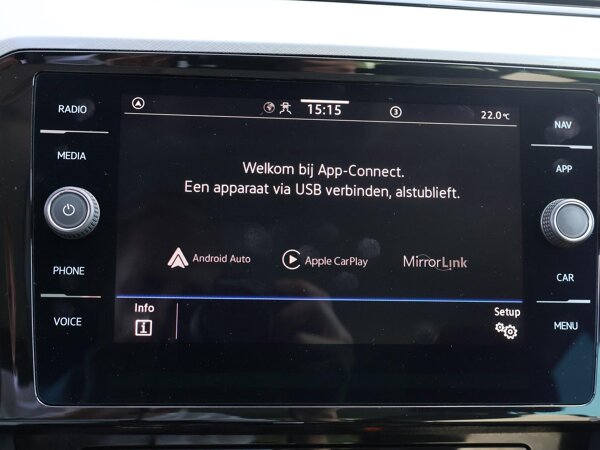 RADIO
MEDIA
PHONE
VOICE
15:15
3
22.0 °C
Welkom bij App-Connect.
Een apparaat via USB verbinden, alstublieft.
Android Auto
Apple CarPlay
MirrorLink
Info
Setup
NAV
APP
CAR
MENU